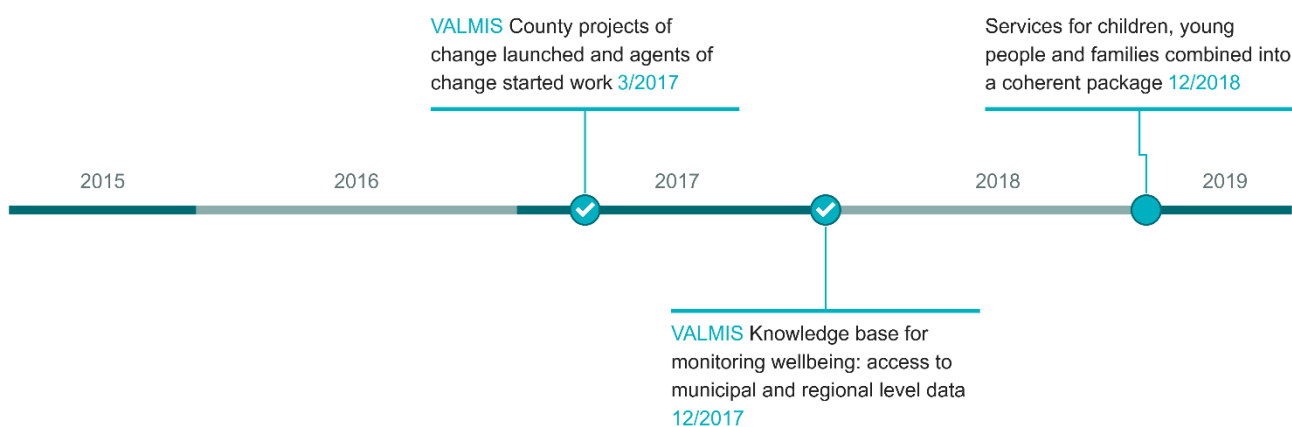 VALMIS County projects of
change launched and agents of
change started work 3/2017
Services for children, young
people and families combined into
a coherent package 12/2018
2015
2016
2017
2018
2019
VALMIS Knowledge base for
monitoring wellbeing: access to
municipal and regional level data
12/2017